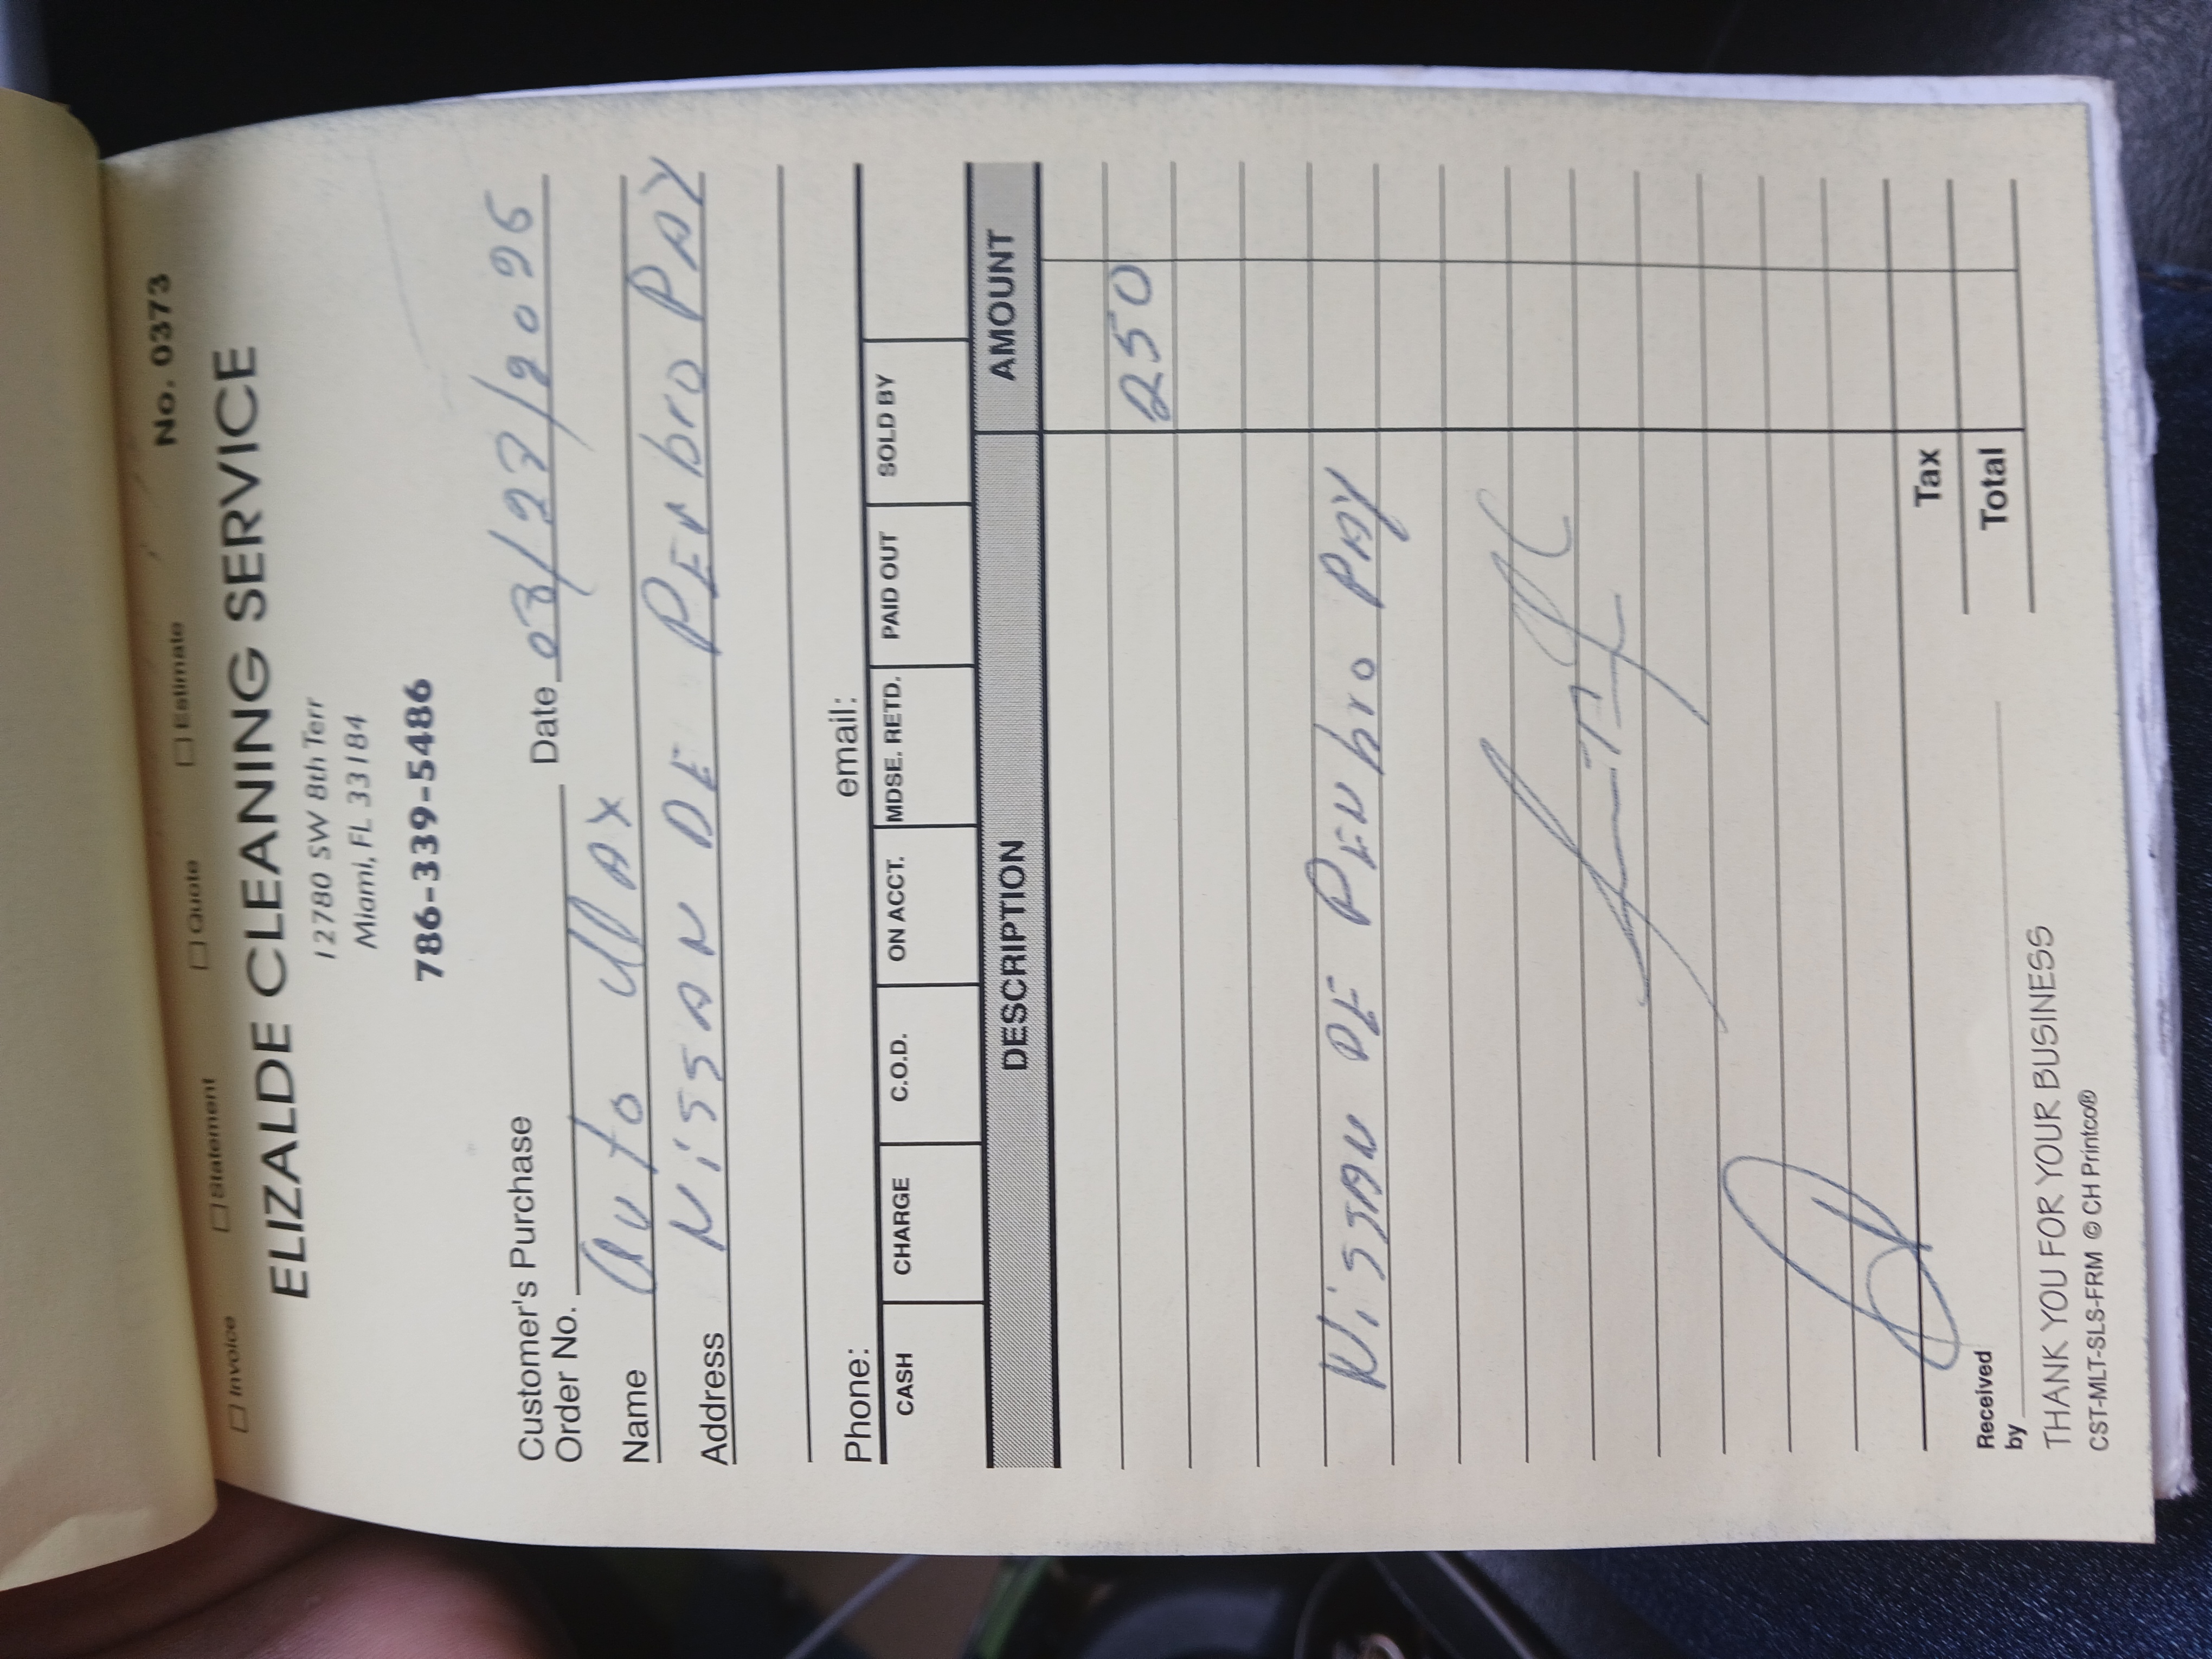 No. 0373
☐ Invoice ☐ Statement ☐ Quote ☐ Estimate
ELIZALDE CLEANING SERVICE
12780 SW 8th Terr
Miami, FL 33184
786-339-5486
Customer's Purchase
Order No. Date 03/27/2026
Name Auto Max
Address NissAN DE PEnbro PAY
Phone: email:
CASH CHARGE C.O.D. ON ACCT. MDSE. RETD. PAID OUT SOLD BY
DESCRIPTION AMOUNT
250
NissAN DE PEnbro PAY
Tax
Received by Total
THANK YOU FOR YOUR BUSINESS
CST-MLT-SLS-FRM © CH Printco®